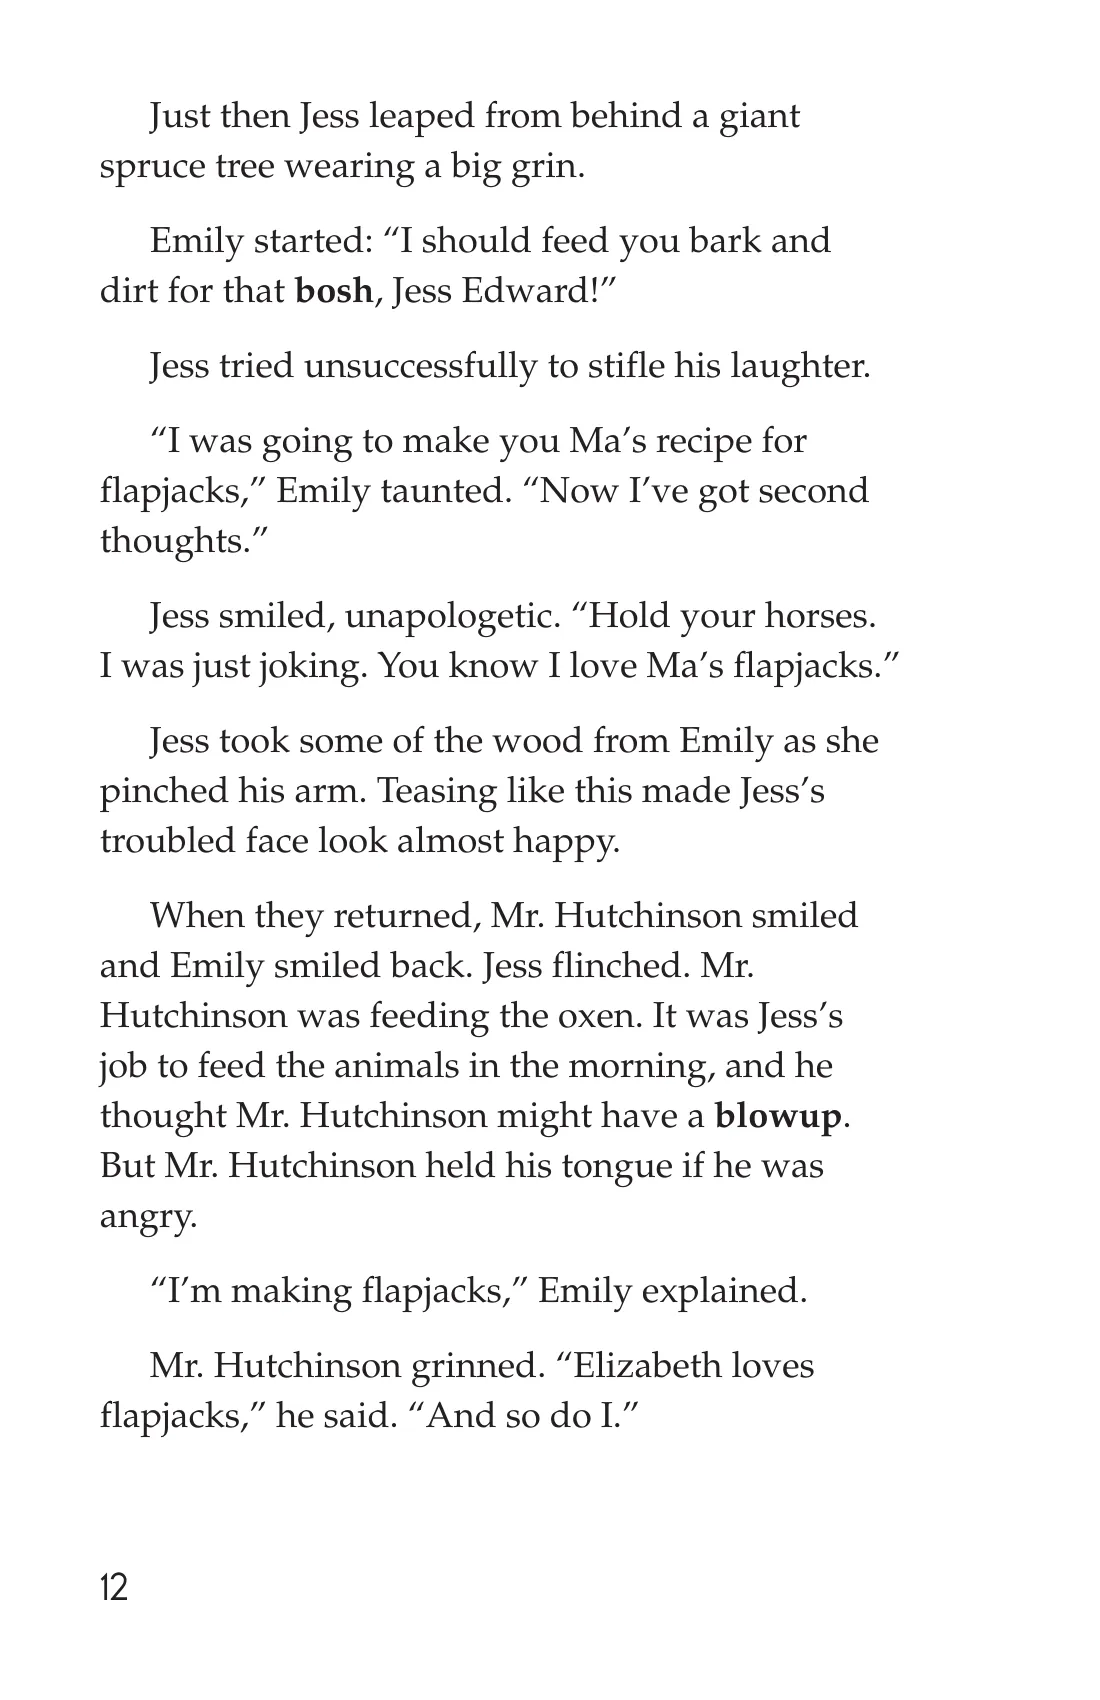 Just then Jess leaped from behind a giant
spruce tree wearing a big grin.
Emily started: “I should feed you bark and
dirt for that bosh, Jess Edward!”
Jess tried unsuccessfully to stifle his laughter.
“I was going to make you Ma’s recipe for
flapjacks,” Emily taunted. “Now I’ve got second
thoughts.”
Jess smiled, unapologetic. “Hold your horses.
I was just joking. You know I love Ma’s flapjacks.”
Jess took some of the wood from Emily as she
pinched his arm. Teasing like this made Jess’s
troubled face look almost happy.
When they returned, Mr. Hutchinson smiled
and Emily smiled back. Jess flinched. Mr.
Hutchinson was feeding the oxen. It was Jess’s
job to feed the animals in the morning, and he
thought Mr. Hutchinson might have a blowup.
But Mr. Hutchinson held his tongue if he was
angry.
“I’m making flapjacks,” Emily explained.
Mr. Hutchinson grinned. “Elizabeth loves
flapjacks,” he said. “And so do I.”
12